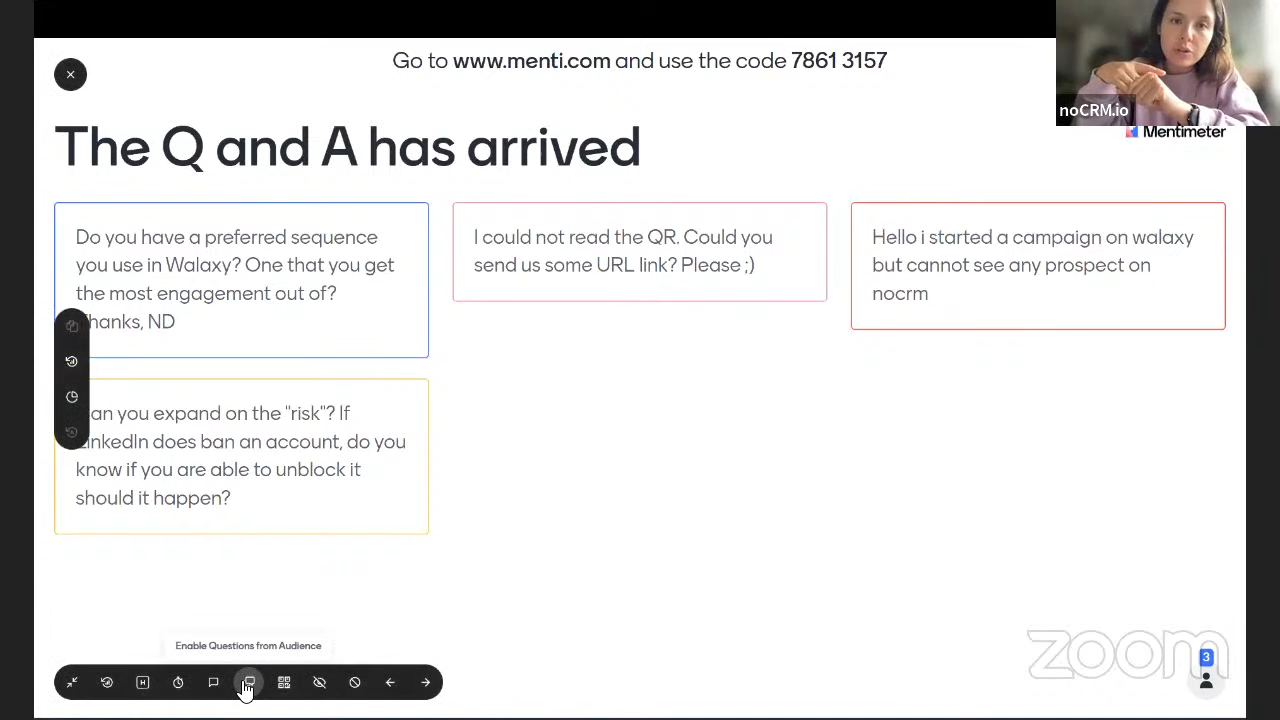 Go to www.menti.com and use the code 7861 3157
noCRM.io
Mentimeter
The Q and A has arrived
Do you have a preferred sequence
you use in Walaxy? One that you get
the most engagement out of?
Thanks, ND
I could not read the QR. Could you
send us some URL link? Please ;)
Hello i started a campaign on walaxy
but cannot see any prospect on
nocrm
Can you expand on the "risk"? If
LinkedIn does ban an account, do you
know if you are able to unblock it
should it happen?
Enable Questions from Audience
H
zoom
3